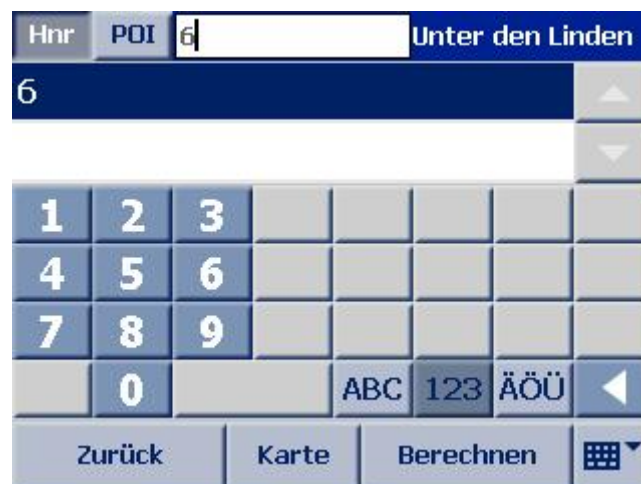 Hnr POI 6 Unter den Linden
6
1 2 3
4 5 6
7 8 9
0 ABC 123 ÄÖÜ
Zurück Karte Berechnen